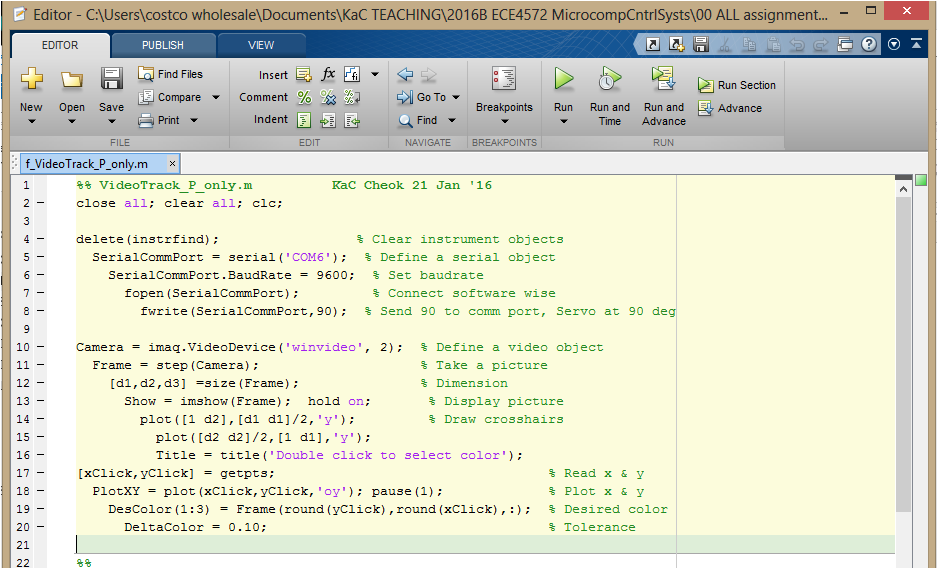 Editor - C:\Users\costco wholesale\Documents\KaC TEACHING\2016B ECE4572 MicrocompCntrlSysts\00 ALL assignment...
EDITOR PUBLISH VIEW
New Open Save Find Files Compare Print
FILE
Insert fx
Comment
Indent
EDIT
Go To
Find
NAVIGATE
Breakpoints
BREAKPOINTS
Run Run and Time Run and Advance Run Section Advance
RUN
f_VideoTrack_P_only.m ×
1 %% VideoTrack_P_only.m KaC Cheok 21 Jan '16
2 – close all; clear all; clc;
3
4 – delete(instrfind); % Clear instrument objects
5 – SerialCommPort = serial('COM6'); % Define a serial object
6 – SerialCommPort.BaudRate = 9600; % Set baudrate
7 – fopen(SerialCommPort); % Connect software wise
8 – fwrite(SerialCommPort,90); % Send 90 to comm port, Servo at 90 deg
9
10 – Camera = imaq.VideoDevice('winvideo', 2); % Define a video object
11 – Frame = step(Camera); % Take a picture
12 – [d1,d2,d3] =size(Frame); % Dimension
13 – Show = imshow(Frame); hold on; % Display picture
14 – plot([1 d2],[d1 d1]/2,'y'); % Draw crosshairs
15 – plot([d2 d2]/2,[1 d1],'y');
16 – Title = title('Double click to select color');
17 – [xClick,yClick] = getpts; % Read x & y
18 – PlotXY = plot(xClick,yClick,'oy'); pause(1); % Plot x & y
19 – DesColor(1:3) = Frame(round(yClick),round(xClick),:); % Desired color
20 – DeltaColor = 0.10; % Tolerance
21
22 %%